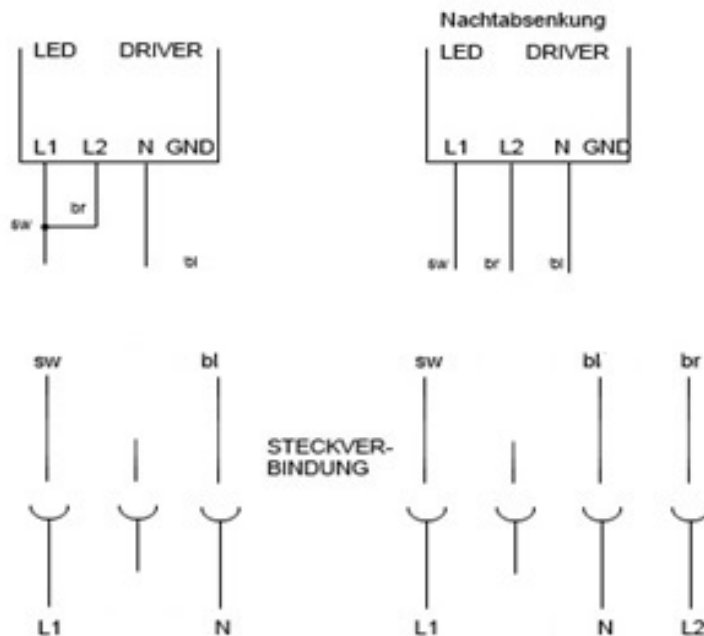 Nachtabsenkung
LED DRIVER
LED DRIVER
L1 L2 N GND
L1 L2 N GND
sw br bl
sw br bl
sw bl
sw bl br
STECKVER-
BINDUNG
L1 N
L1 N L2